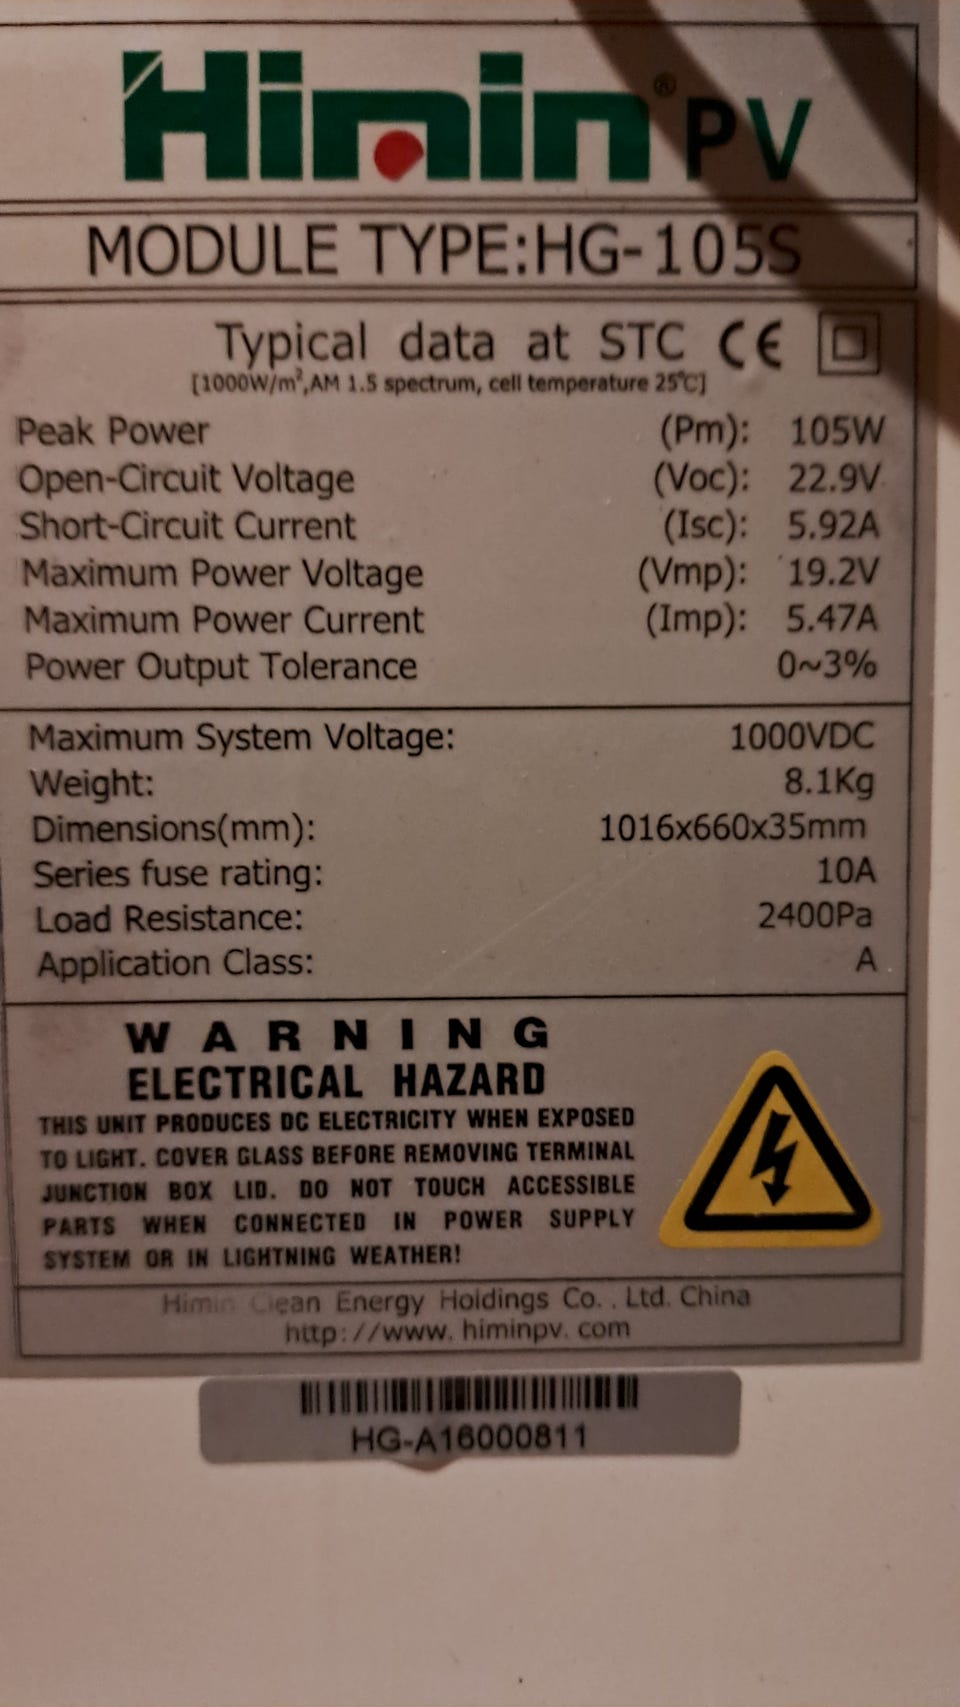 Himin® PV
MODULE TYPE:HG-105S
Typical data at STC CE
[1000W/m²,AM 1.5 spectrum, cell temperature 25℃]
Peak Power (Pm): 105W
Open-Circuit Voltage (Voc): 22.9V
Short-Circuit Current (Isc): 5.92A
Maximum Power Voltage (Vmp): 19.2V
Maximum Power Current (Imp): 5.47A
Power Output Tolerance 0~3%
Maximum System Voltage: 1000VDC
Weight: 8.1Kg
Dimensions(mm): 1016x660x35mm
Series fuse rating: 10A
Load Resistance: 2400Pa
Application Class: A
WARNING
ELECTRICAL HAZARD
THIS UNIT PRODUCES DC ELECTRICITY WHEN EXPOSED
TO LIGHT. COVER GLASS BEFORE REMOVING TERMINAL
JUNCTION BOX LID. DO NOT TOUCH ACCESSIBLE
PARTS WHEN CONNECTED IN POWER SUPPLY
SYSTEM OR IN LIGHTNING WEATHER!
Himin Clean Energy Holdings Co., Ltd. China
http://www.himinpv.com
HG-A16000811